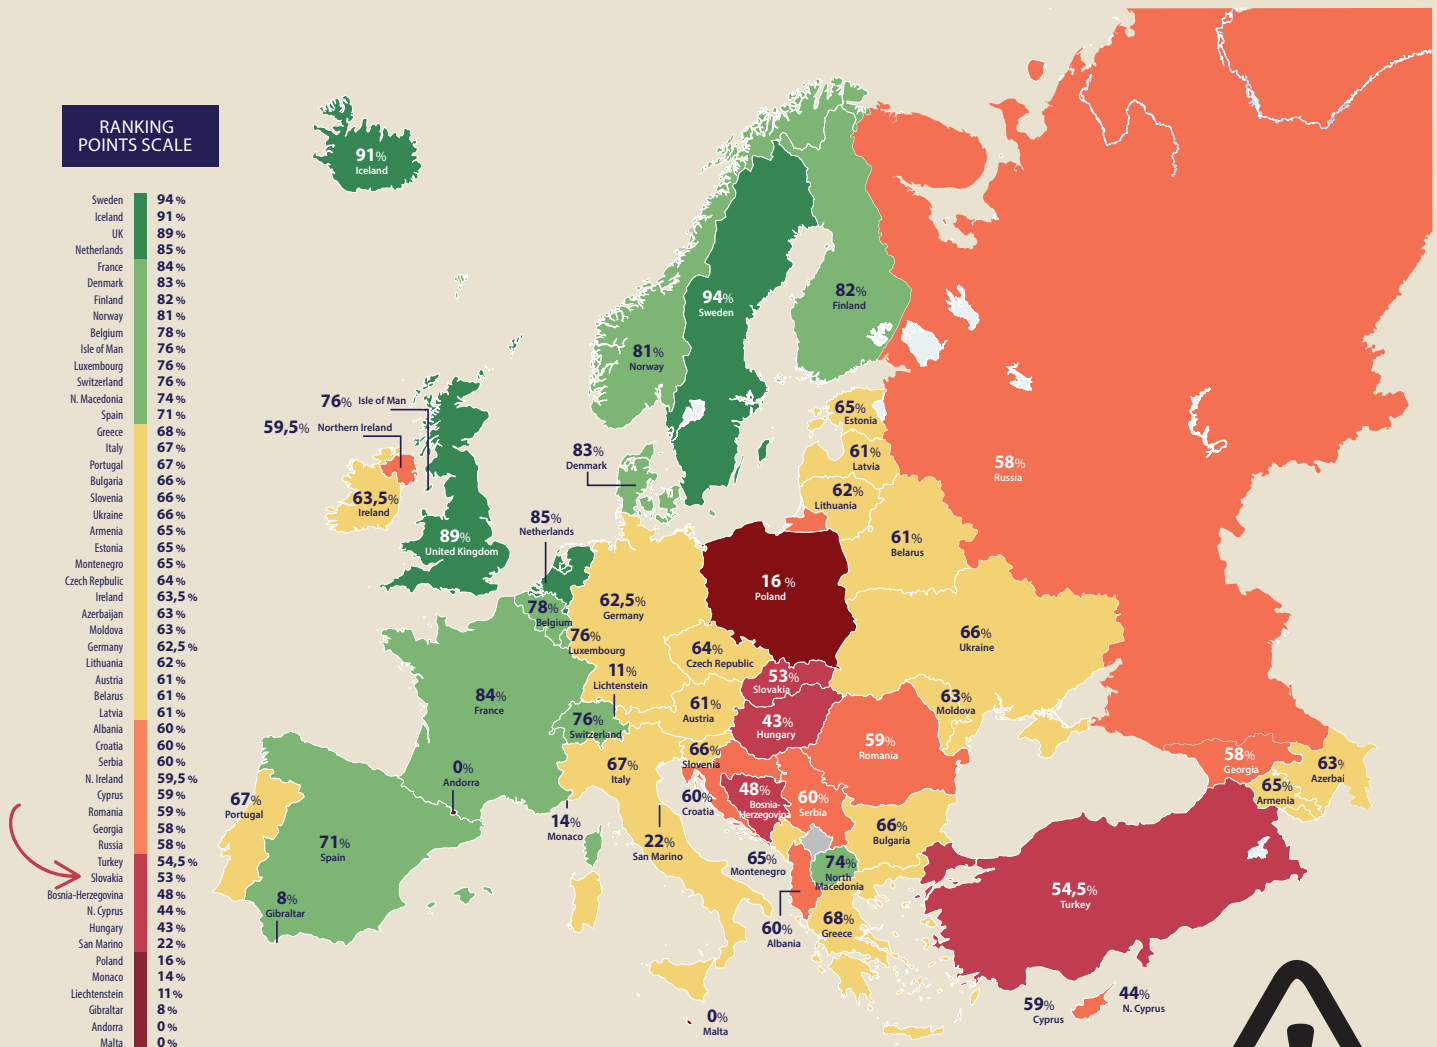 RANKING
POINTS SCALE
Sweden 94 %
Iceland 91 %
UK 89 %
Netherlands 85 %
France 84 %
Denmark 83 %
Finland 82 %
Norway 81 %
Belgium 78 %
Isle of Man 76 %
Luxembourg 76 %
Switzerland 76 %
N. Macedonia 74 %
Spain 71 %
Greece 68 %
Italy 67 %
Portugal 67 %
Bulgaria 66 %
Slovenia 66 %
Ukraine 66 %
Armenia 65 %
Estonia 65 %
Montenegro 65 %
Czech Repbulic 64 %
Ireland 63,5 %
Azerbaijan 63 %
Moldova 63 %
Germany 62,5 %
Lithuania 62 %
Austria 61 %
Belarus 61 %
Latvia 61 %
Albania 60 %
Croatia 60 %
Serbia 60 %
N. Ireland 59,5 %
Cyprus 59 %
Romania 59 %
Georgia 58 %
Russia 58 %
Turkey 54,5 %
Slovakia 53 %
Bosnia-Herzegovina 48 %
N. Cyprus 44 %
Hungary 43 %
San Marino 22 %
Poland 16 %
Monaco 14 %
Liechtenstein 11 %
Gibraltar 8 %
Andorra 0 %
Malta 0 %
91%
Iceland
94%
Sweden
82%
Finland
81%
Norway
76% Isle of Man
59,5% Northern Ireland
65%
Estonia
83%
Denmark
61%
Latvia
58%
Russia
62%
Lithuania
63,5%
Ireland
85%
Netherlands
89%
United Kingdom
61%
Belarus
16 %
Poland
62,5%
Germany
78%
Belgium
76%
Luxembourg
66%
Ukraine
64%
Czech Republic
11%
Lichtenstein
53%
Slovakia
84%
France
61%
Austria
63%
Moldova
76%
Switzerland
43%
Hungary
59%
Romania
66%
Slovenia
67%
Italy
58%
Georgia
63%
Azerbai
0%
Andorra
65%
Armenia
48%
Bosnia-
Herzegovina
60%
Croatia
60%
Serbia
67%
Portugal
14%
Monaco
66%
Bulgaria
71%
Spain
22%
San Marino
65%
Montenegro
74%
North
Macedonia
54,5%
Turkey
8%
Gibraltar
68%
Greece
60%
Albania
44%
N. Cyprus
59%
Cyprus
0%
Malta